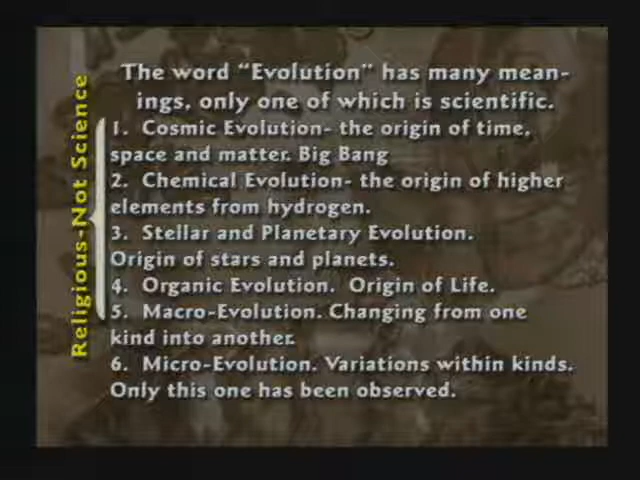 The word "Evolution" has many mean-
ings, only one of which is scientific.
Religious-Not Science
1. Cosmic Evolution- the origin of time,
space and matter. Big Bang
2. Chemical Evolution- the origin of higher
elements from hydrogen.
3. Stellar and Planetary Evolution.
Origin of stars and planets.
4. Organic Evolution. Origin of Life.
5. Macro-Evolution. Changing from one
kind into another.
6. Micro-Evolution. Variations within kinds.
Only this one has been observed.